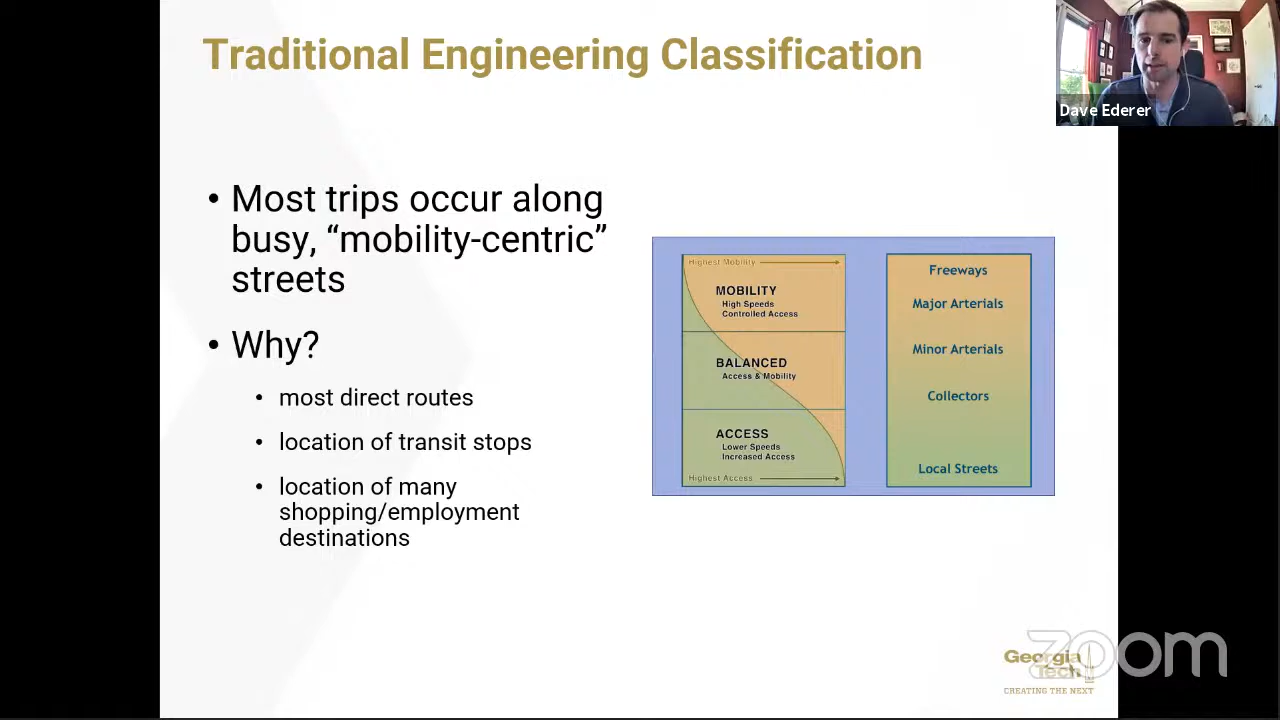 Traditional Engineering Classification
Dave Ederer
• Most trips occur along
busy, “mobility-centric”
streets
• Why?
• most direct routes
• location of transit stops
• location of many
shopping/employment
destinations
Highest Mobility
MOBILITY
High Speeds
Controlled Access
BALANCED
Access & Mobility
ACCESS
Lower Speeds
Increased Access
Highest Access
Freeways
Major Arterials
Minor Arterials
Collectors
Local Streets
zoom
Georgia
Tech
CREATING THE NEXT